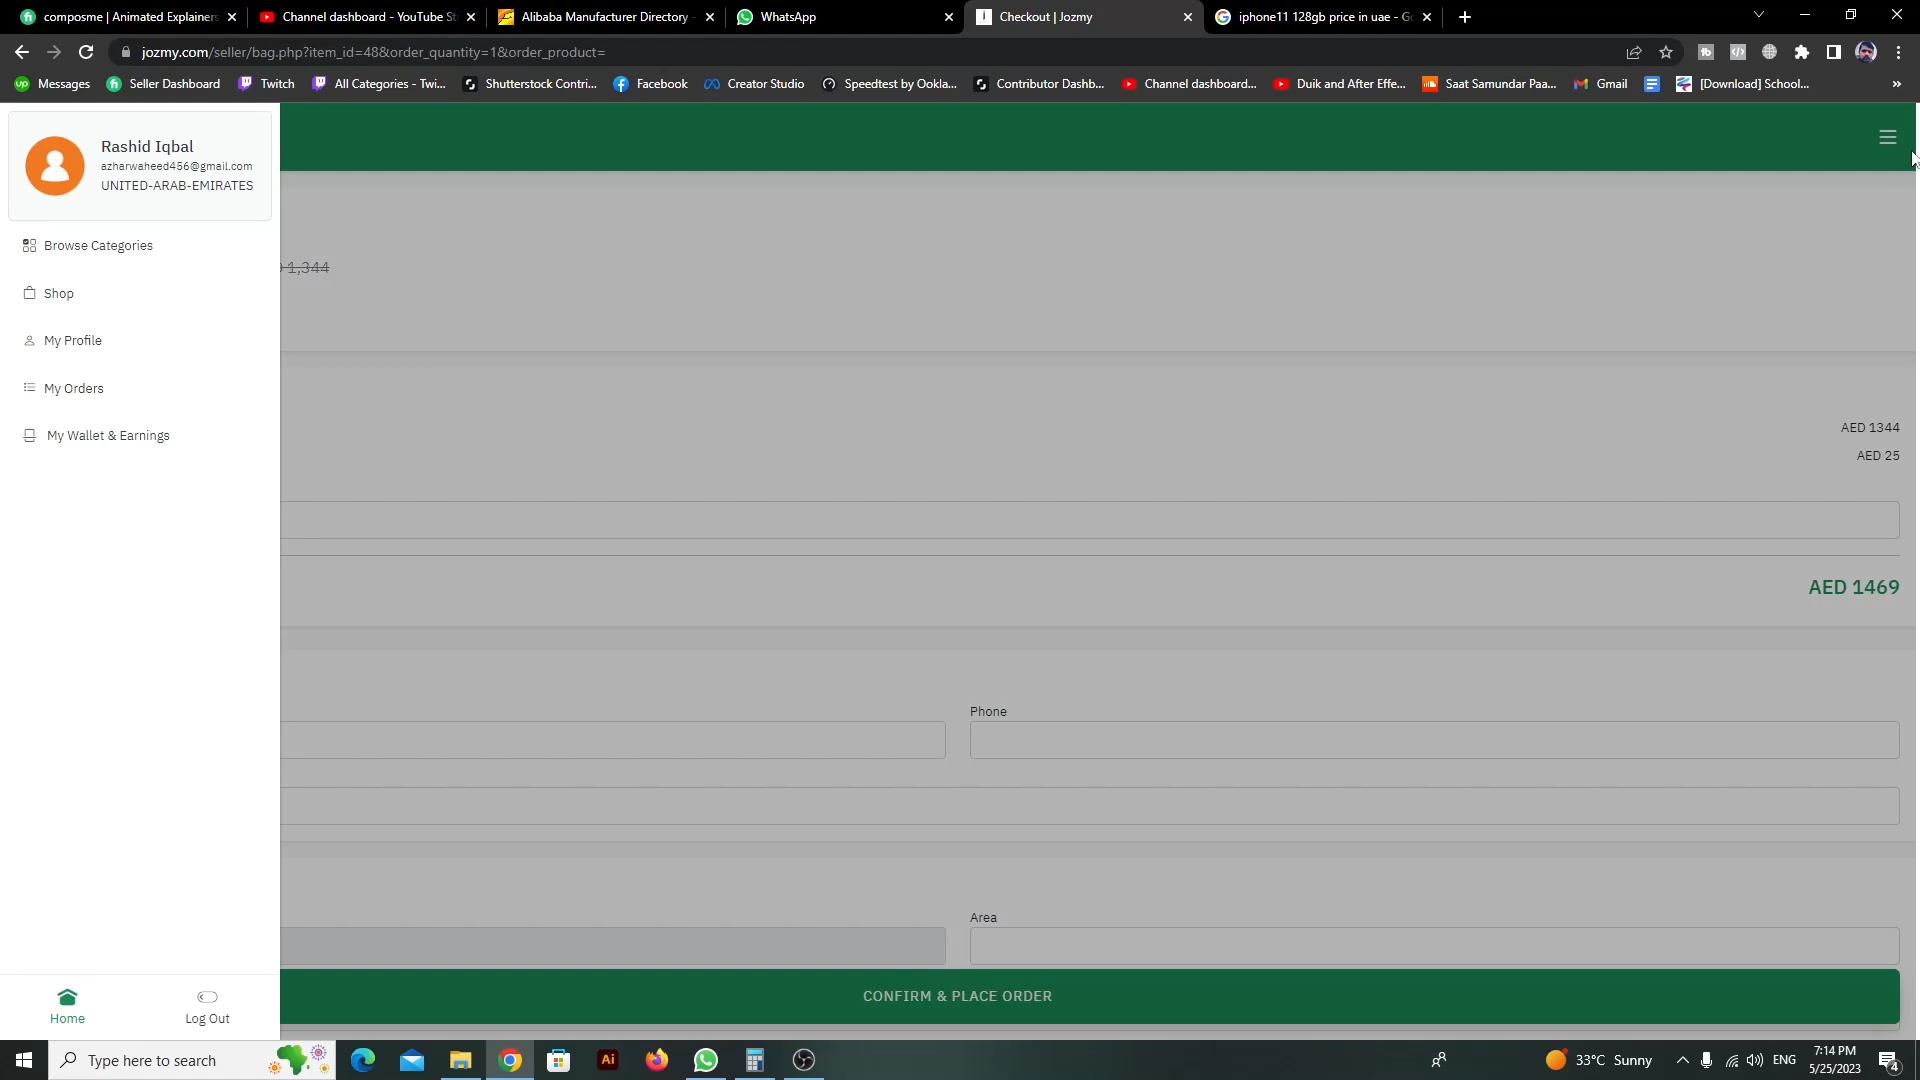 composme | Animated Explainers
Channel dashboard - YouTube St
Alibaba Manufacturer Directory -
WhatsApp
Checkout | Jozmy
iphone11 128gb price in uae - Go
jozmy.com/seller/bag.php?item_id=48&order_quantity=1&order_product=
Messages
Seller Dashboard
Twitch
All Categories - Twi...
Shutterstock Contri...
Facebook
Creator Studio
Speedtest by Ookla...
Contributor Dashb...
Channel dashboard...
Duik and After Effe...
Saat Samundar Paa...
Gmail
[Download] School...
»
Rashid Iqbal
azharwaheed456@gmail.com
UNITED-ARAB-EMIRATES
Browse Categories
1,344
Shop
My Profile
My Orders
AED 1344
My Wallet & Earnings
AED 25
AED 1469
Phone
Area
CONFIRM & PLACE ORDER
Home
Log Out
Type here to search
Ai
33°C Sunny
ENG
7:14 PM
5/25/2023
4